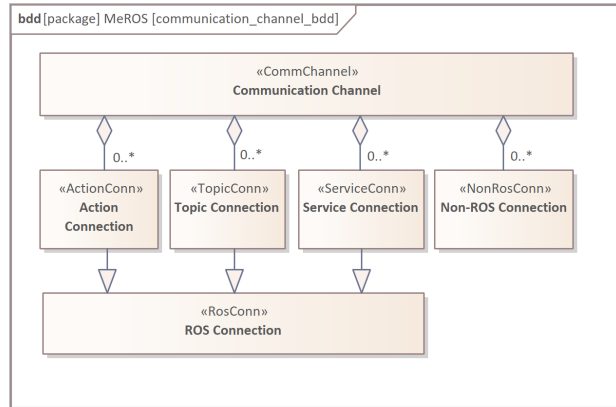 bdd [package] MeROS [communication_channel_bdd]
«CommChannel»
Communication Channel
0..*
0..*
0..*
0..*
«ActionConn»
Action
Connection
«TopicConn»
Topic Connection
«ServiceConn»
Service Connection
«NonRosConn»
Non-ROS Connection
«RosConn»
ROS Connection